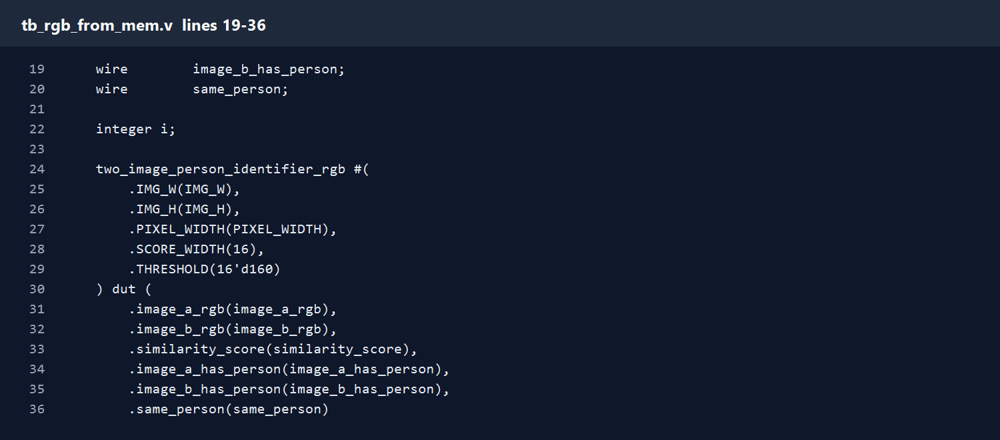 tb_rgb_from_mem.v  lines 19-36
19      wire        image_b_has_person;
20      wire        same_person;
21
22      integer i;
23
24      two_image_person_identifier_rgb #(
25          .IMG_W(IMG_W),
26          .IMG_H(IMG_H),
27          .PIXEL_WIDTH(PIXEL_WIDTH),
28          .SCORE_WIDTH(16),
29          .THRESHOLD(16'd160)
30      ) dut (
31          .image_a_rgb(image_a_rgb),
32          .image_b_rgb(image_b_rgb),
33          .similarity_score(similarity_score),
34          .image_a_has_person(image_a_has_person),
35          .image_b_has_person(image_b_has_person),
36          .same_person(same_person)